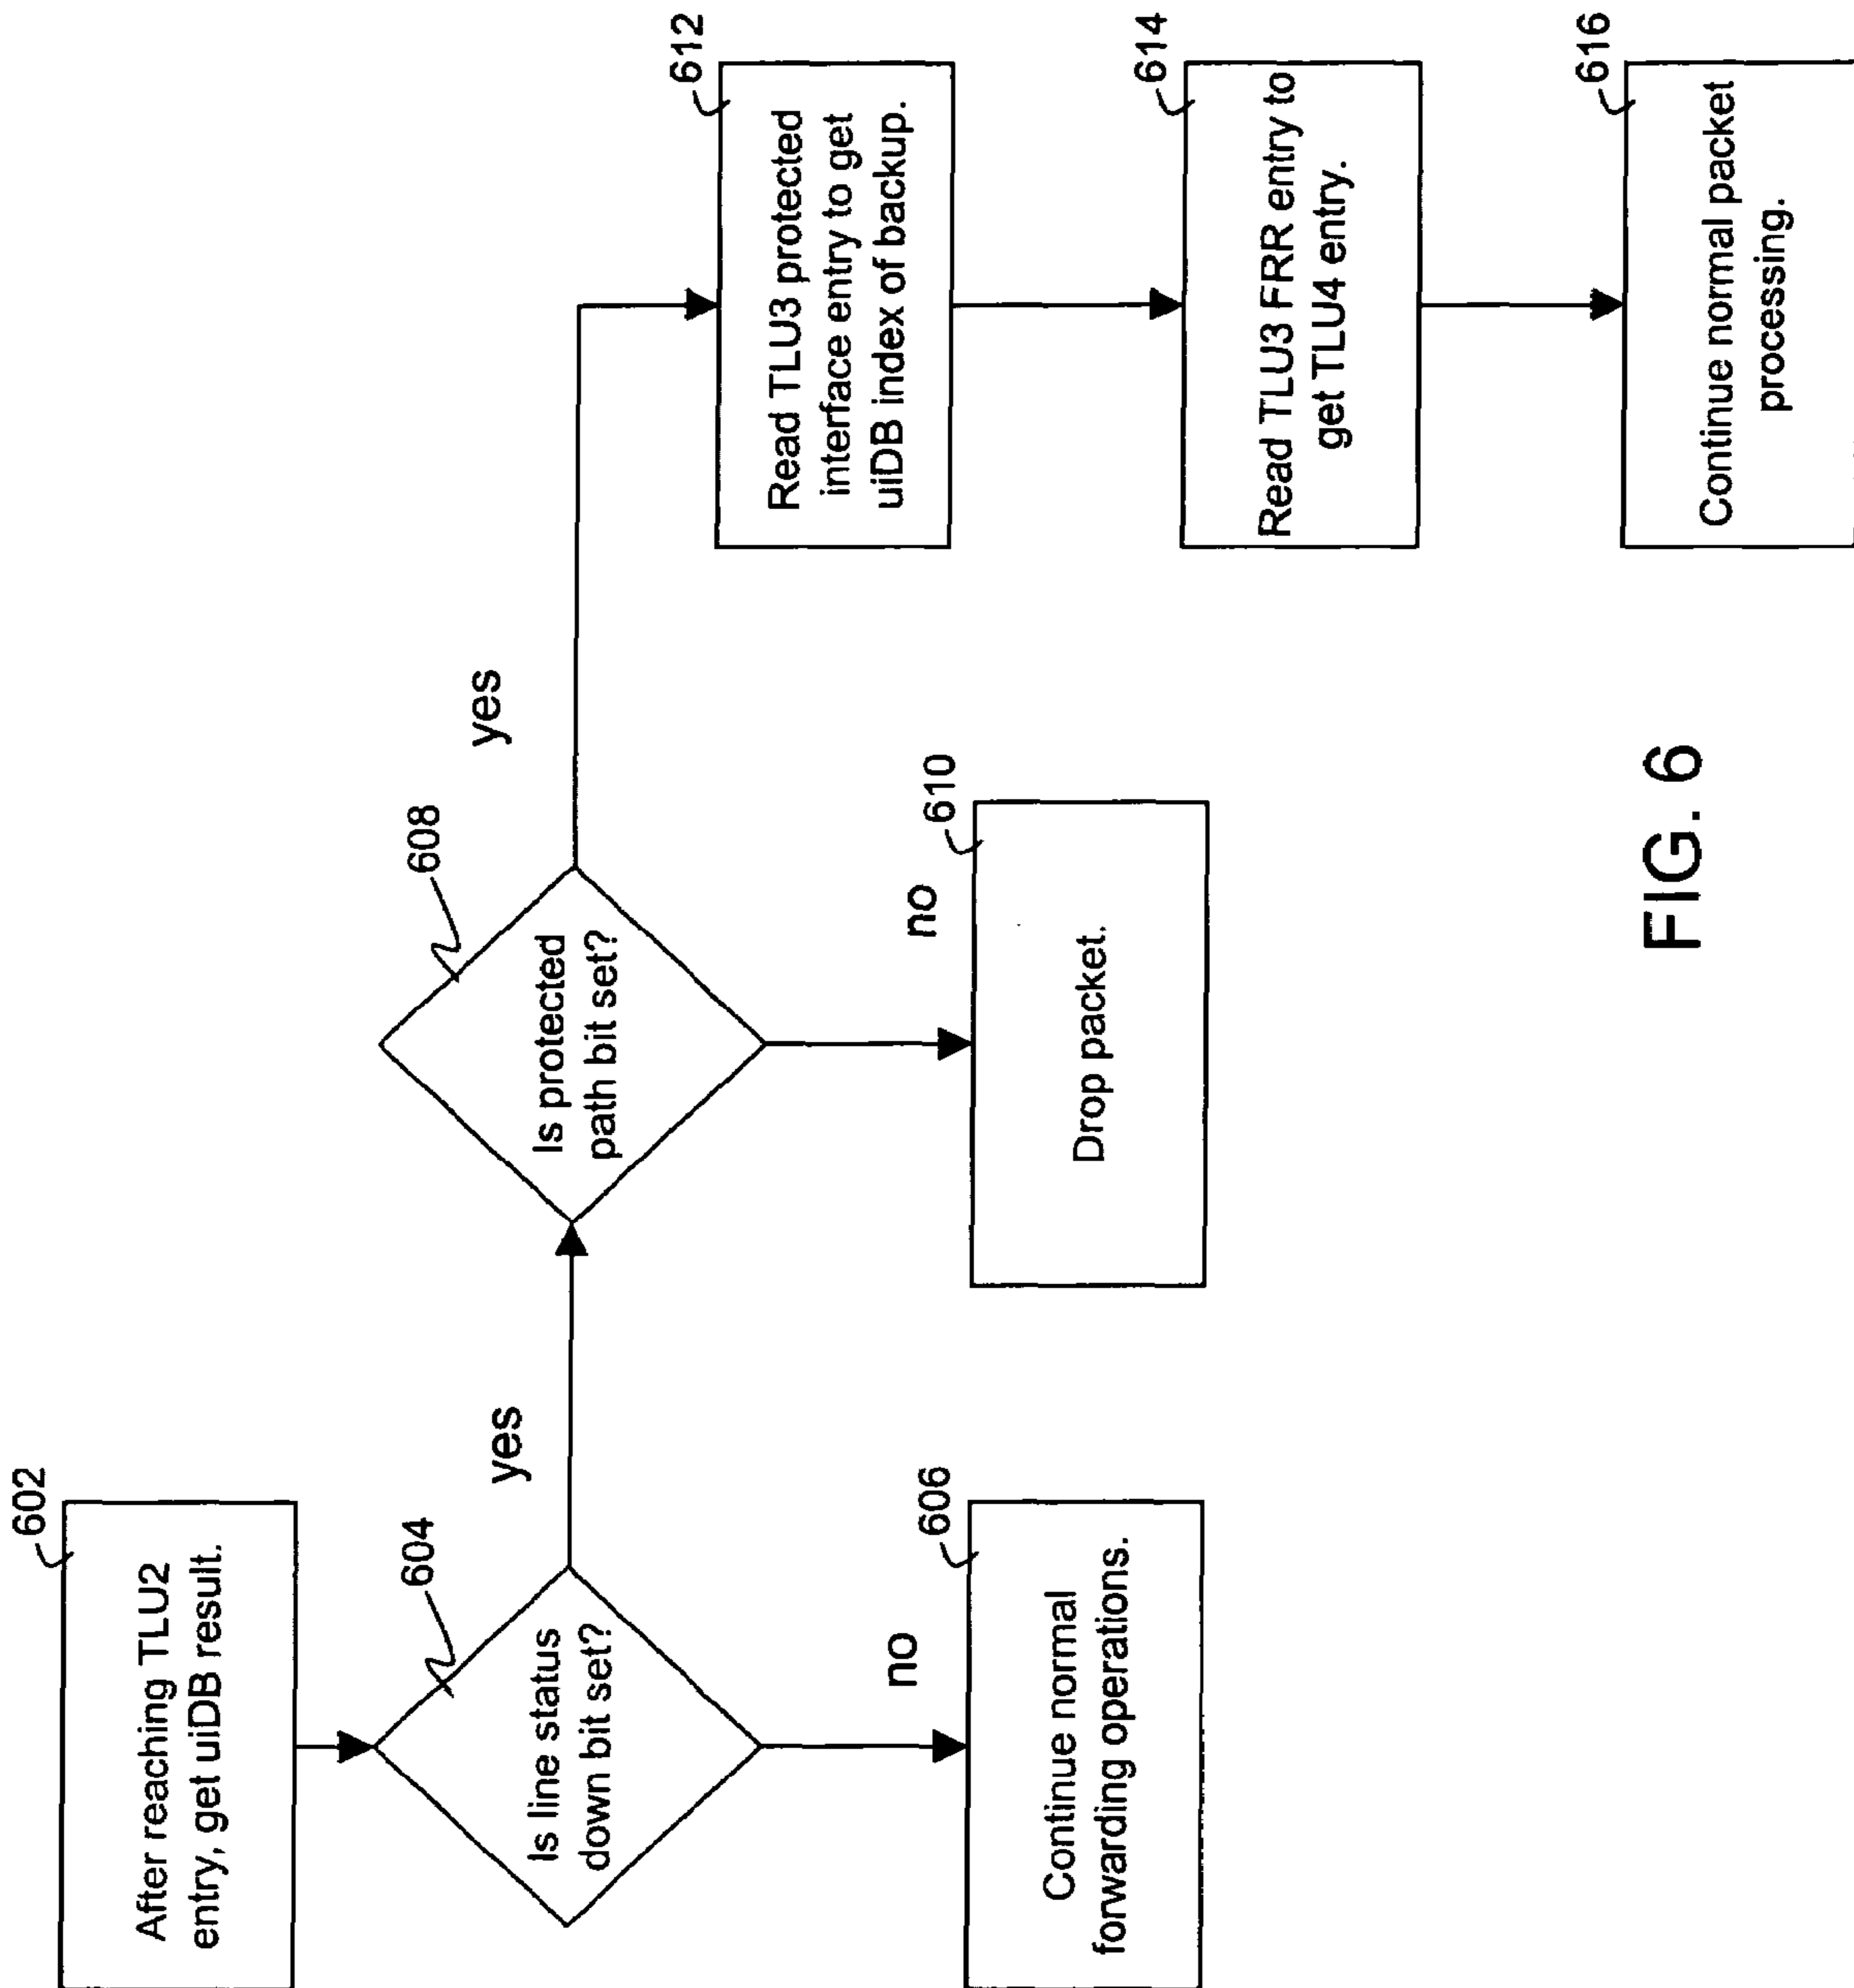 602
After reaching TLU2
entry, get uiDB result.
604
Is line status
down bit set?
yes
no
606
Continue normal
forwarding operations.
608
Is protected
path bit set?
yes
no
610
Drop packet.
612
Read TLU3 protected
interface entry to get
uiDB index of backup.
614
Read TLU3 FRR entry to
get TLU4 entry.
616
Continue normal packet
processing.
FIG. 6